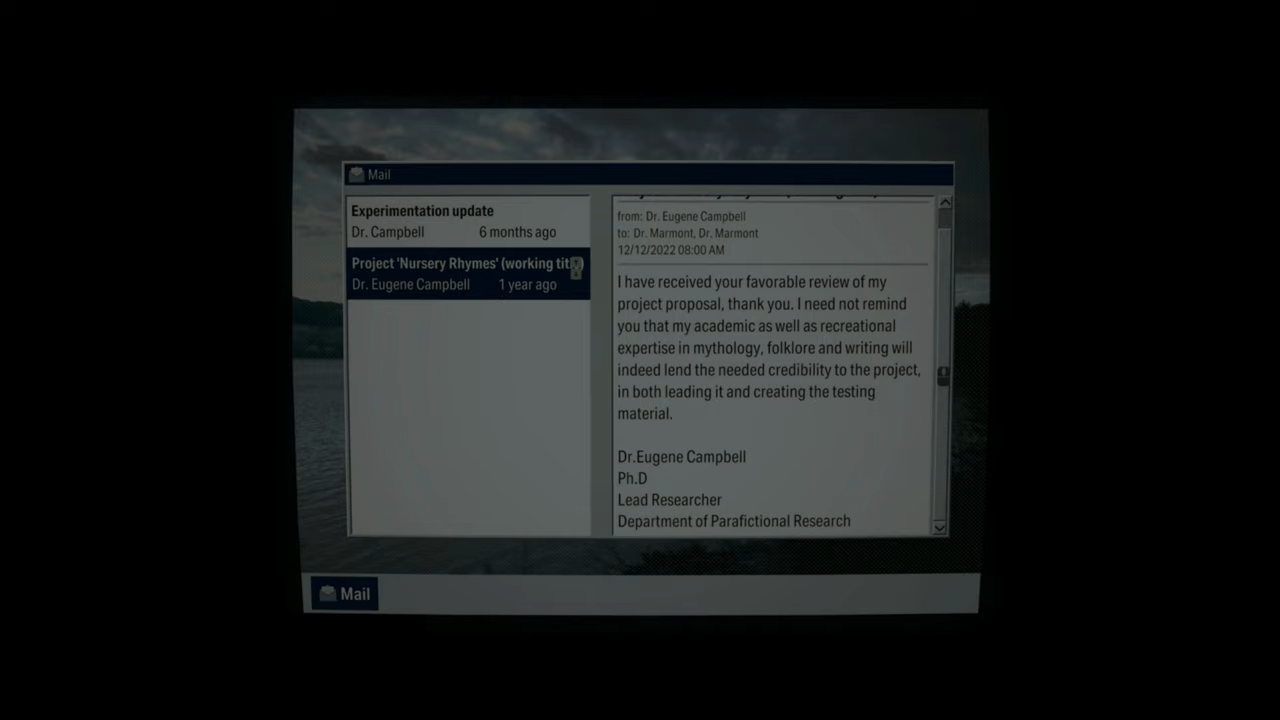 Mail
Experimentation update
Dr. Campbell 6 months ago
Project 'Nursery Rhymes' (working tit
Dr. Eugene Campbell 1 year ago
from: Dr. Eugene Campbell
to: Dr. Marmont, Dr. Marmont
12/12/2022 08:00 AM
I have received your favorable review of my
project proposal, thank you. I need not remind
you that my academic as well as recreational
expertise in mythology, folklore and writing will
indeed lend the needed credibility to the project,
in both leading it and creating the testing
material.
Dr.Eugene Campbell
Ph.D
Lead Researcher
Department of Parafictional Research
Mail